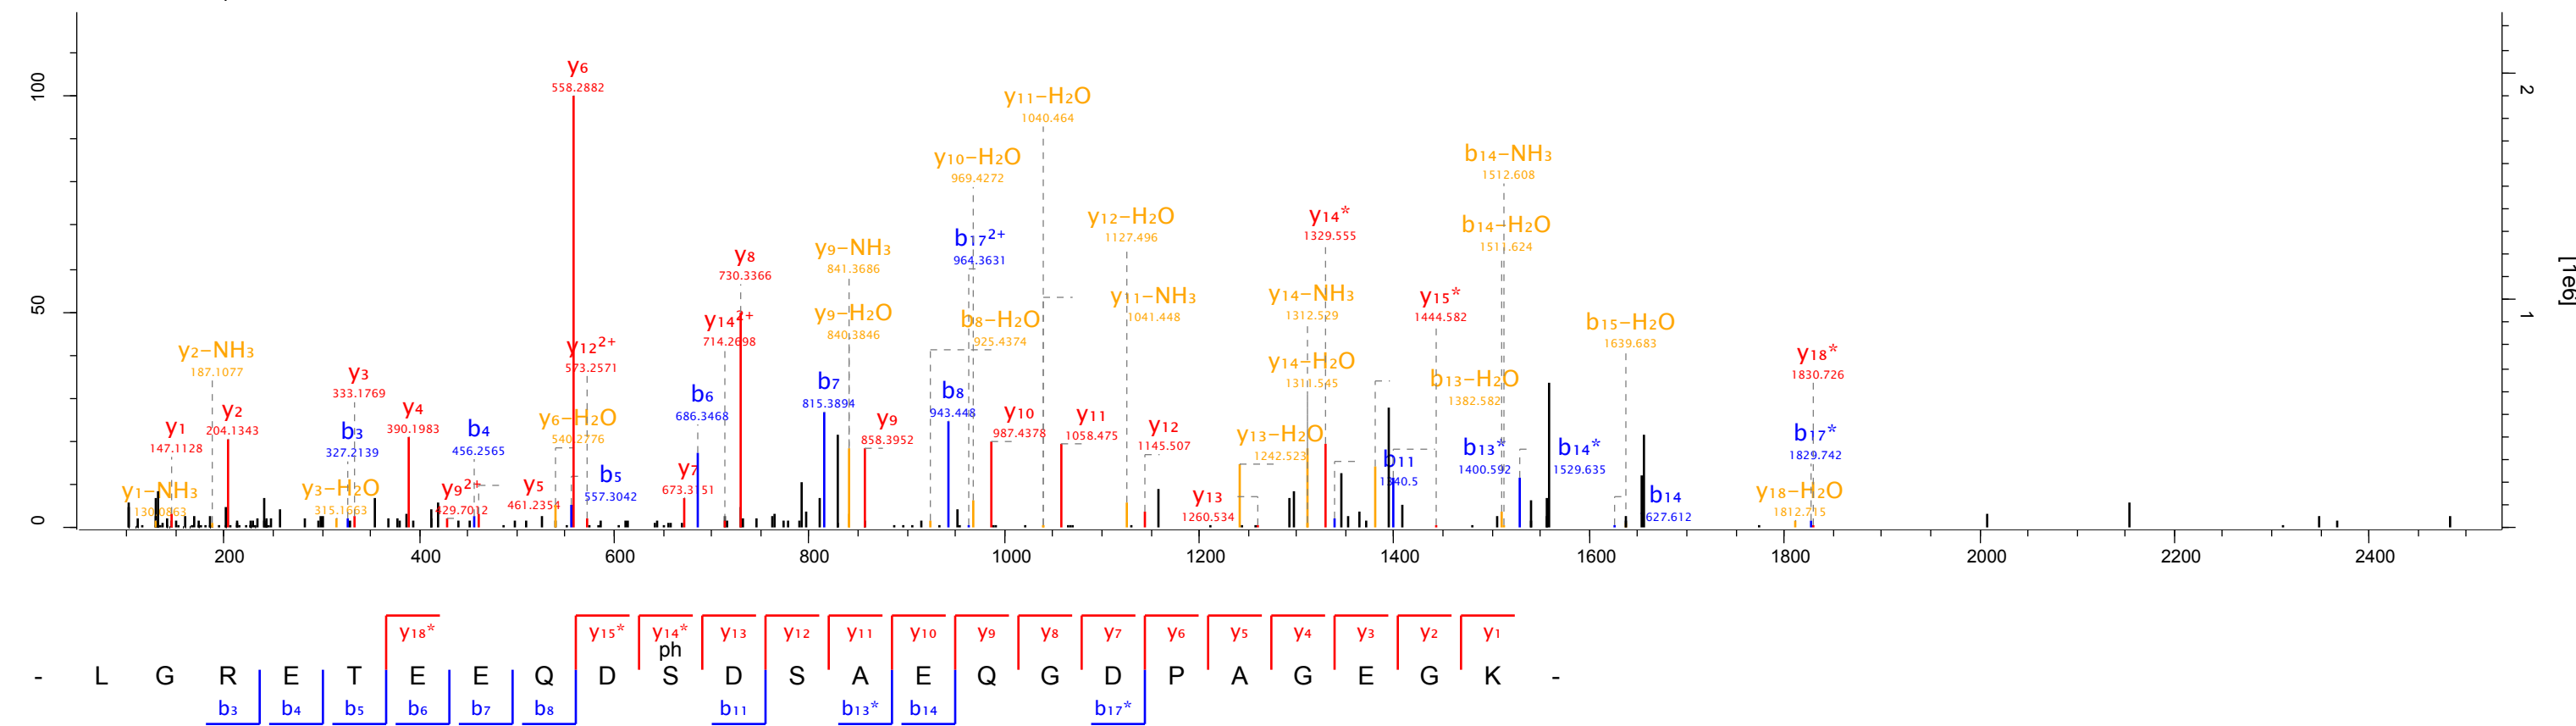 y11–H2O
1040.464
y6
558.2882
100
2
y10–H2O
969.4272
b14–NH3
1512.608
y14*
1329.555
y12–H2O
1127.496
b14–H2O
1511.624
b17 2+
964.3631
y9–NH3
841.3686
y8
730.3366
[1e6]
y14–NH3
1312.529
y15*
1444.582
y11–NH3
1041.448
y9–H2O
840.3846
b8–H2O
925.4374
y14 2+
714.2698
50
1
b15–H2O
1639.683
y12 2+
573.2571
y2–NH3
187.1077
y18*
1830.726
y14–H2O
1311.545
y3
333.1769
b13–H2O
1382.582
b7
815.3894
b6
686.3468
b8
943.448
y2
204.1343
y4
390.1983
y10
987.4378
y11
1058.475
y6–H2O
540.2776
y1
147.1128
b3
327.2139
b4
456.2565
y9
858.3952
y12
1145.507
y13–H2O
1242.523
b17*
1829.742
b13*
1400.592
b14*
1529.635
b11
1340.5
y7
673.3151
b5
557.3042
y5
461.2354
y9 2+
429.7012
y3–H2O
315.1663
y1–NH3
130.0863
y13
1260.534
b14
627.612
y18–H2O
1812.715
0
0
200 400 600 800 1000 1200 1400 1600 1800 2000 2200 2400
y18* y15* y14* y13 y12 y11 y10 y9 y8 y7 y6 y5 y4 y3 y2 y1
ph
- L G R E T E E Q D S D S A E Q G D P A G E G K -
b3 b4 b5 b6 b7 b8 b11 b13* b14 b17*